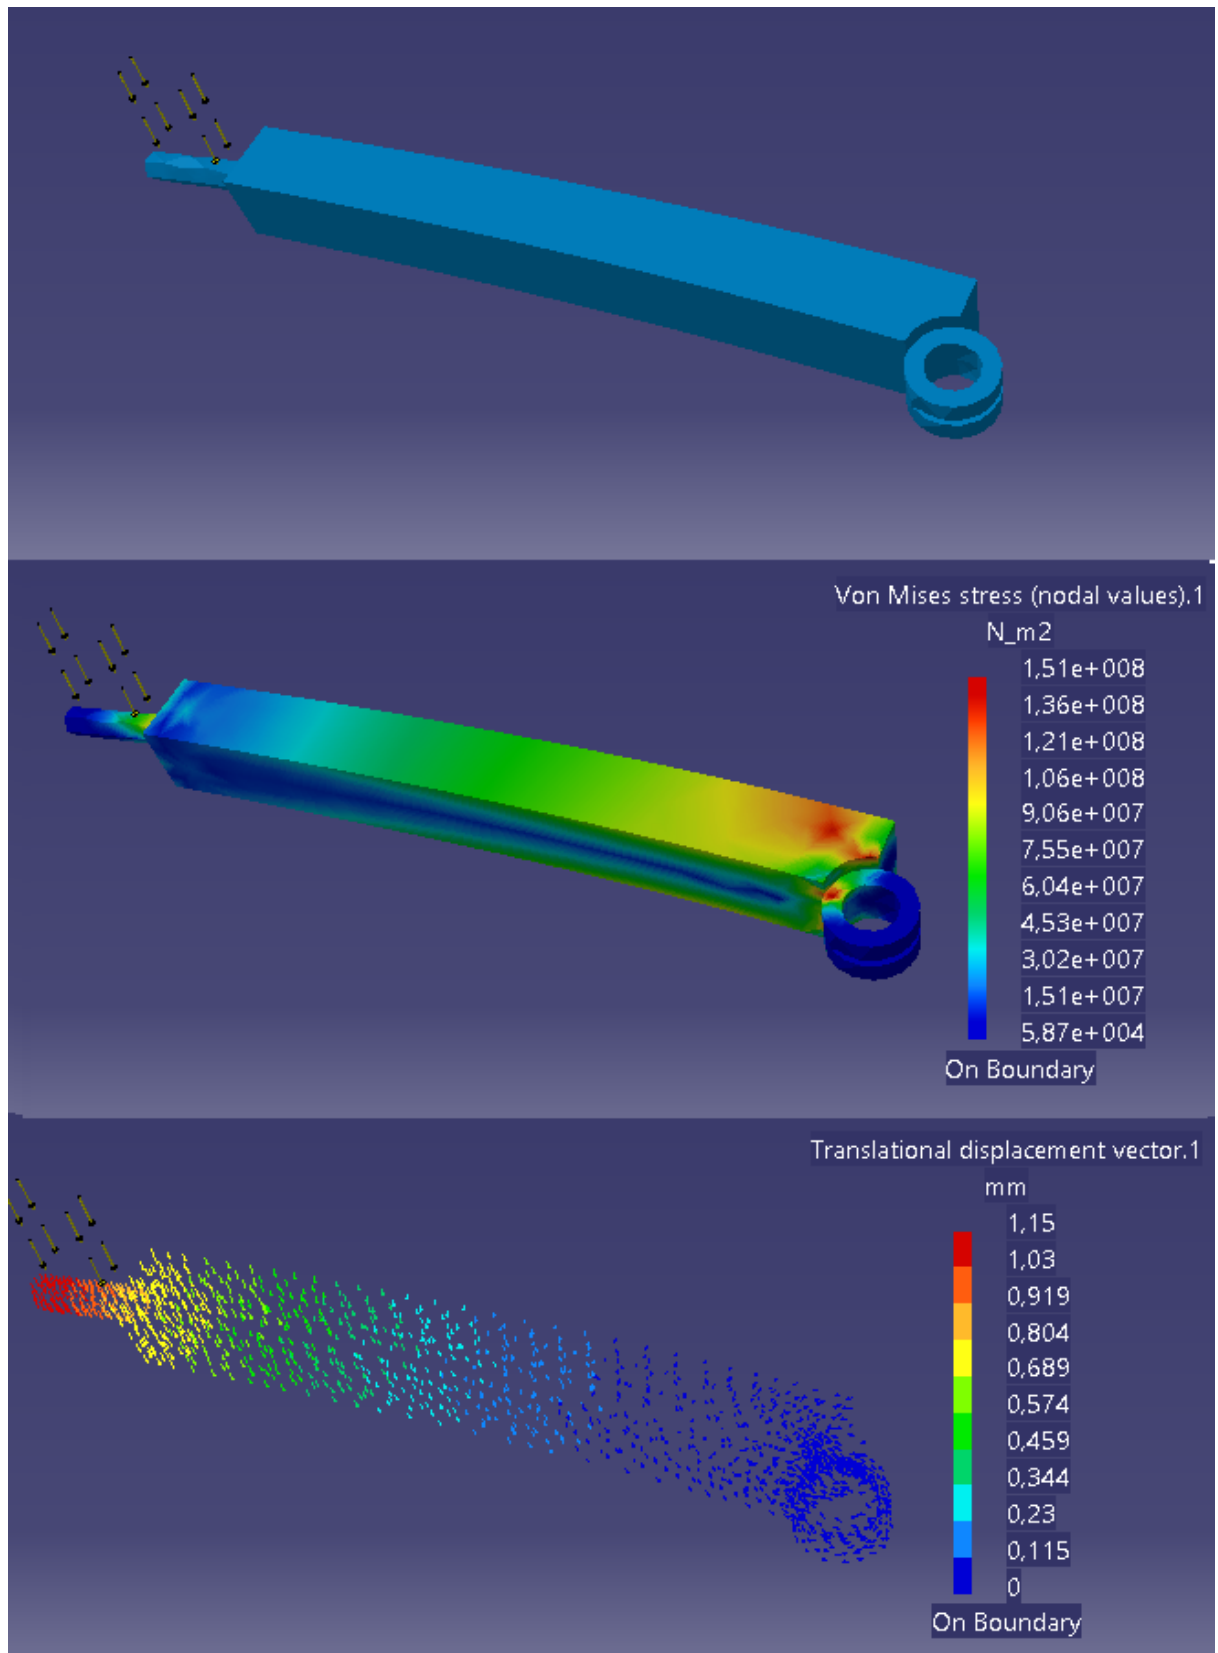 Von Mises stress (nodal values).1
N_m2
1,51e+008
1,36e+008
1,21e+008
1,06e+008
9,06e+007
7,55e+007
6,04e+007
4,53e+007
3,02e+007
1,51e+007
5,87e+004
On Boundary
Translational displacement vector.1
mm
1,15
1,03
0,919
0,804
0,689
0,574
0,459
0,344
0,23
0,115
0
On Boundary